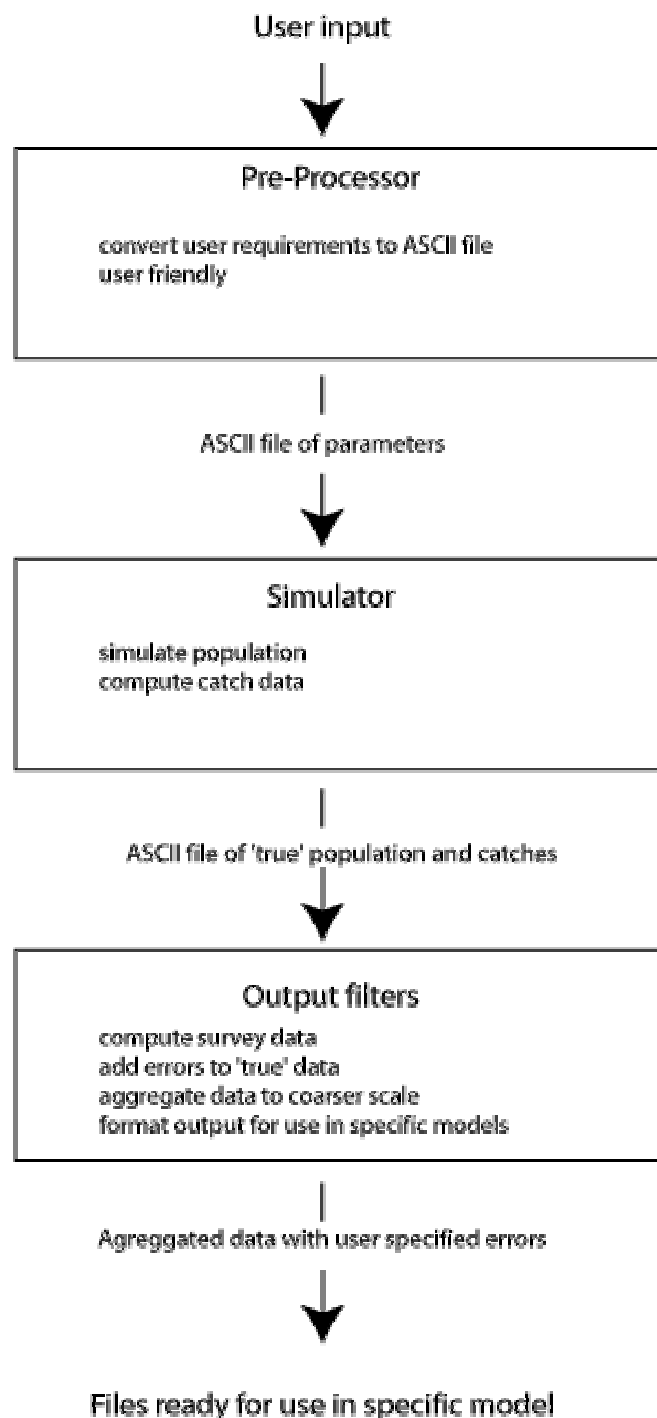 User input
Pre-Processor
convert user requirements to ASCII file
user friendly
ASCII file of parameters
Simulator
simulate population
compute catch data
ASCII file of 'true' population and catches
Output filters
compute survey data
add errors to 'true' data
aggregate data to coarser scale
format output for use in specific models
Agreggated data with user specified errors
Files ready for use in specific model